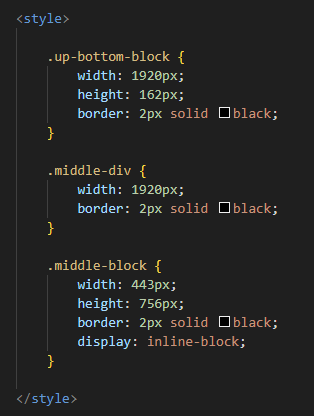 <style>
.up-bottom-block {
width: 1920px;
height: 162px;
border: 2px solid black;
}
.middle-div {
width: 1920px;
border: 2px solid black;
}
.middle-block {
width: 443px;
height: 756px;
border: 2px solid black;
display: inline-block;
}
</style>